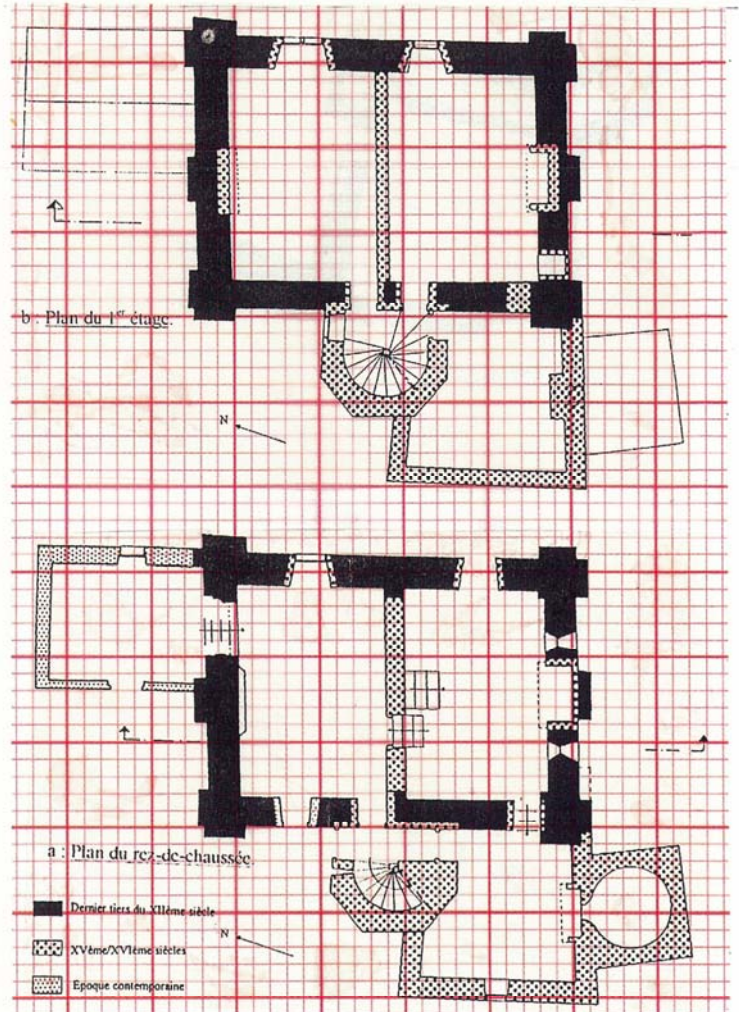 b : Plan du 1er étage.
N
a : Plan du rez-de-chaussée.
Dernier tiers du XIIème siècle
N
XVème/XVIème siècles
Epoque contemporaine